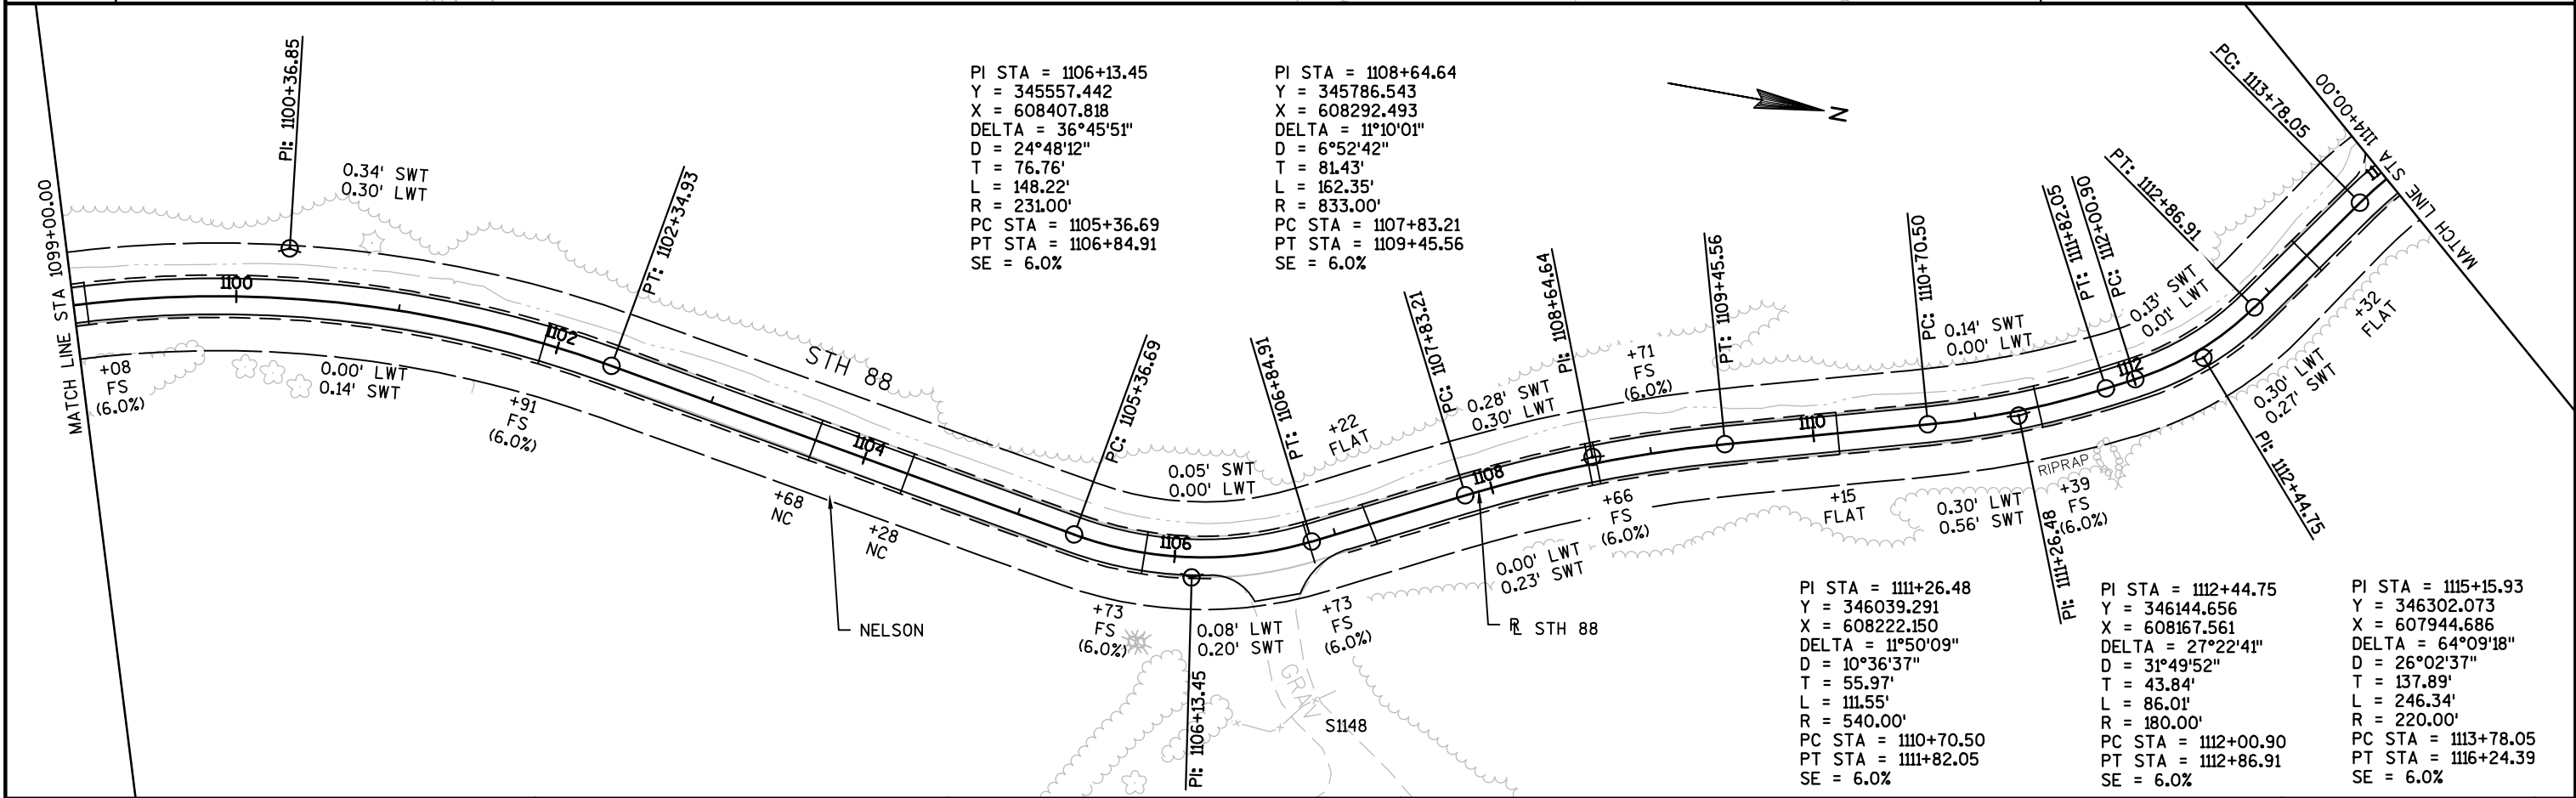 MATCH LINE STA 1099+00.00
PI: 1100+36.85
0.34' SWT
0.30' LWT
1100
+08
FS
(6.0%)
0.00' LWT
0.14' SWT
+91
FS
(6.0%)
1102
PT: 1102+34.93
STH 88
1104
+68
NC
+28
NC
NELSON
PI STA = 1106+13.45
Y = 345557.442
X = 608407.818
DELTA = 36°45'51"
D = 24°48'12"
T = 76.76'
L = 148.22'
R = 231.00'
PC STA = 1105+36.69
PT STA = 1106+84.91
SE = 6.0%
PI STA = 1108+64.64
Y = 345786.543
X = 608292.493
DELTA = 11°10'01"
D = 6°52'42"
T = 81.43'
L = 162.35'
R = 833.00'
PC STA = 1107+83.21
PT STA = 1109+45.56
SE = 6.0%
PC: 1105+36.69
1106
0.05' SWT
0.00' LWT
+73
FS
(6.0%)
0.08' LWT
0.20' SWT
PI: 1106+13.45
+73
FS
(6.0%)
GRAV
S1148
PT: 1106+84.91
+22
FLAT
PC: 1107+83.21
1108
0.28' SWT
0.30' LWT
PI: 1108+64.64
+71
FS
(6.0%)
0.00' LWT
0.23' SWT
+66
FS
(6.0%)
RL STH 88
N
PT: 1109+45.56
1110
+15
FLAT
PC: 1110+70.50
0.14' SWT
0.00' LWT
0.30' LWT
0.56' SWT
PI: 1111+26.48
RIPRAP
+39
FS
(6.0%)
PT: 1111+82.05
PC: 1112+00.90
1112
0.13' SWT
0.01' LWT
PT: 1112+86.91
PI: 1112+44.75
0.30' LWT
0.27' SWT
+32
FLAT
PC: 1113+78.05
MATCH LINE STA 1114+00.00
PI STA = 1111+26.48
Y = 346039.291
X = 608222.150
DELTA = 11°50'09"
D = 10°36'37"
T = 55.97'
L = 111.55'
R = 540.00'
PC STA = 1110+70.50
PT STA = 1111+82.05
SE = 6.0%
PI STA = 1112+44.75
Y = 346144.656
X = 608167.561
DELTA = 27°22'41"
D = 31°49'52"
T = 43.84'
L = 86.01'
R = 180.00'
PC STA = 1112+00.90
PT STA = 1112+86.91
SE = 6.0%
PI STA = 1115+15.93
Y = 346302.073
X = 607944.686
DELTA = 64°09'18"
D = 26°02'37"
T = 137.89'
L = 246.34'
R = 220.00'
PC STA = 1113+78.05
PT STA = 1116+24.39
SE = 6.0%